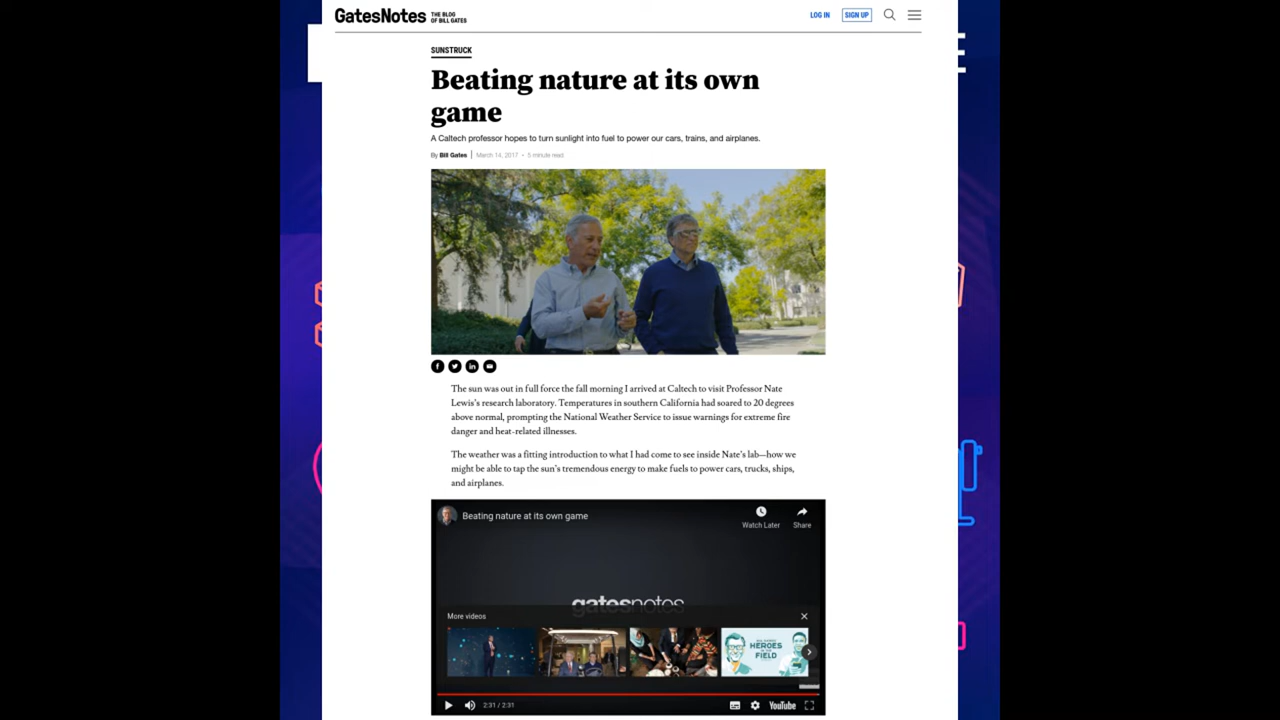 GatesNotes THE BLOG
OF BILL GATES
LOG IN SIGN UP
SUNSTRUCK
Beating nature at its own
game
A Caltech professor hopes to turn sunlight into fuel to power our cars, trains, and airplanes.
By Bill Gates | March 14, 2017 • 5 minute read
The sun was out in full force the fall morning I arrived at Caltech to visit Professor Nate
Lewis's research laboratory. Temperatures in southern California had soared to 20 degrees
above normal, prompting the National Weather Service to issue warnings for extreme fire
danger and heat-related illnesses.
The weather was a fitting introduction to what I had come to see inside Nate's lab—how we
might be able to tap the sun's tremendous energy to make fuels to power cars, trucks, ships,
and airplanes.
Beating nature at its own game
Watch Later Share
gatesnotes
More videos
HEROES
IN THE
FIELD
2:31 / 2:31
YouTube